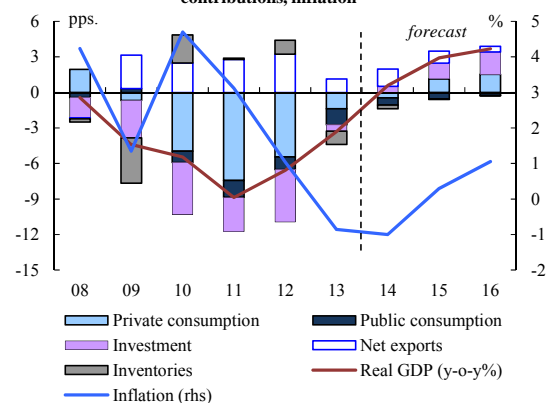 contributions, inflation
pps. forecast %
6 5
3 4
0 3
-3 2
-6 1
-9 0
-12 -1
-15 -2
08 09 10 11 12 13 14 15 16
Private consumption Public consumption
Investment Net exports
Inventories Real GDP (y-o-y%)
Inflation (rhs)